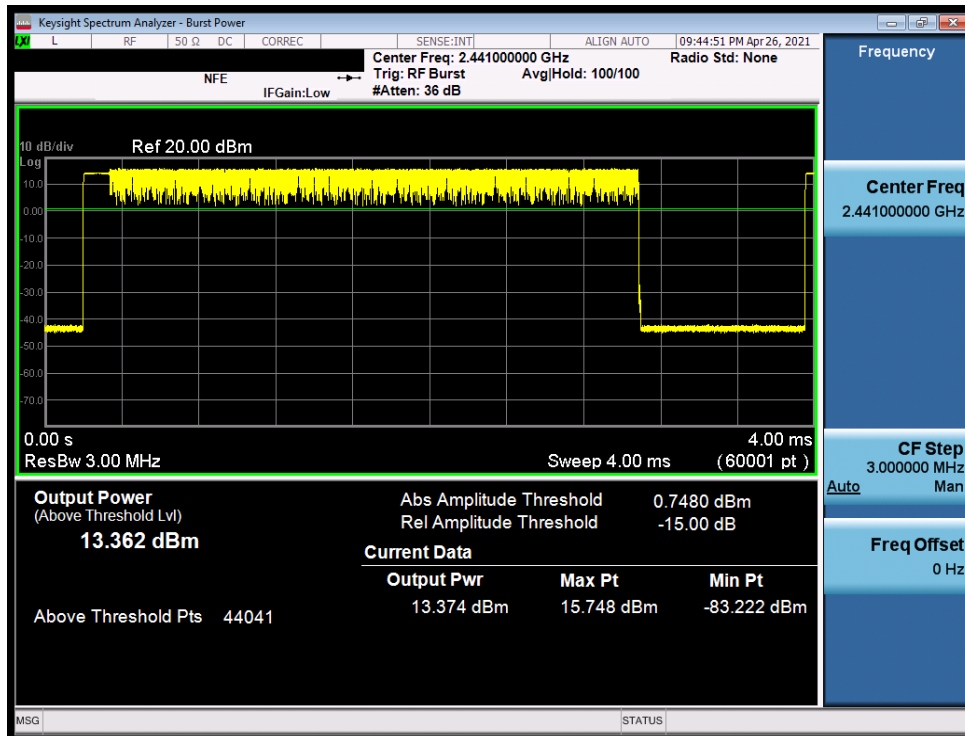 Keysight Spectrum Analyzer - Burst Power
LXI L RF 50 Ω DC CORREC SENSE:INT ALIGN AUTO 09:44:51 PM Apr 26, 2021
Center Freq: 2.441000000 GHz Radio Std: None
NFE Trig: RF Burst Avg|Hold: 100/100
IFGain:Low #Atten: 36 dB
10 dB/div Ref 20.00 dBm
Log
10.0
0.00
-10.0
-20.0
-30.0
-40.0
-50.0
-60.0
-70.0
0.00 s 4.00 ms
ResBw 3.00 MHz Sweep 4.00 ms (60001 pt)
Output Power
(Above Threshold Lvl)
13.362 dBm
Above Threshold Pts 44041
Abs Amplitude Threshold 0.7480 dBm
Rel Amplitude Threshold -15.00 dB
Current Data
Output Pwr Max Pt Min Pt
13.374 dBm 15.748 dBm -83.222 dBm
Frequency
Center Freq
2.441000000 GHz
CF Step
3.000000 MHz
Auto Man
Freq Offset
0 Hz
MSG STATUS